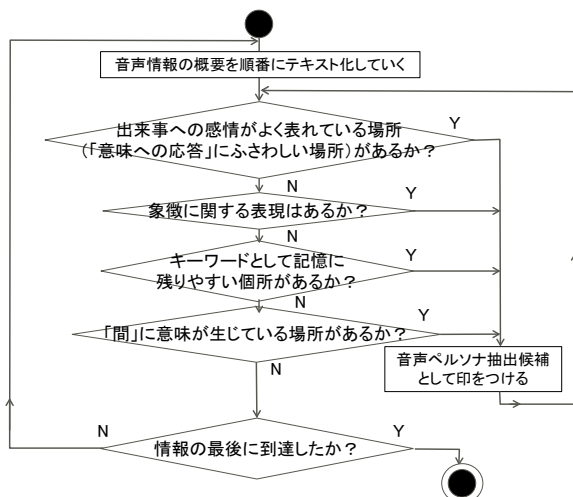 音声情報の概要を順番にテキスト化していく
出来事への感情がよく表れている場所
(「意味への応答」にふさわしい場所)があるか？
Y
N
象徴に関する表現はあるか？
Y
N
キーワードとして記憶に
残りやすい個所があるか？
Y
N
「間」に意味が生じている場所があるか？
Y
N
音声ペルソナ抽出候補
として印をつける
N
情報の最後に到達したか？
Y